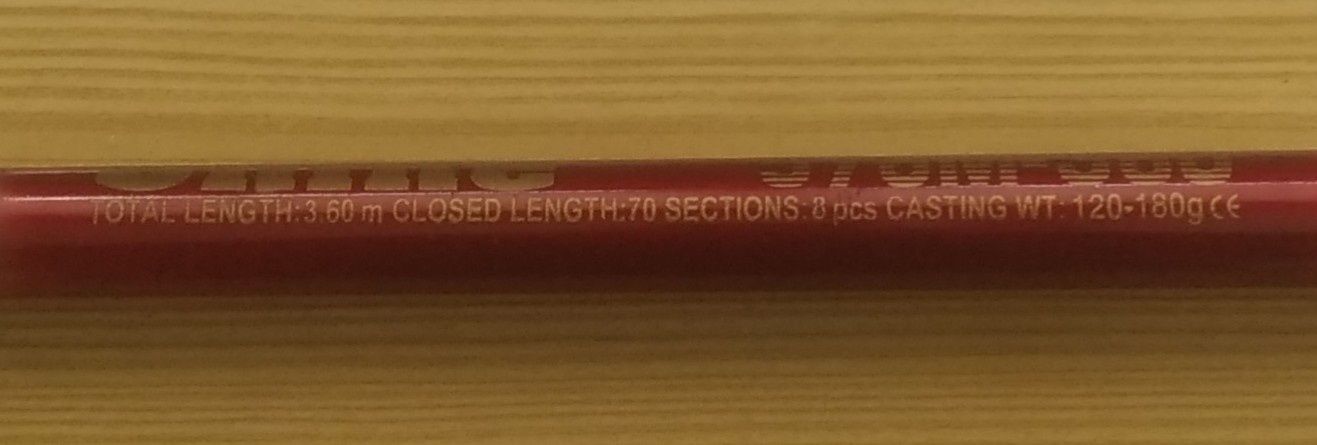 TOTAL LENGTH:3.60 m CLOSED LENGTH:70 SECTIONS:8 pcs CASTING WT: 120-180g CE